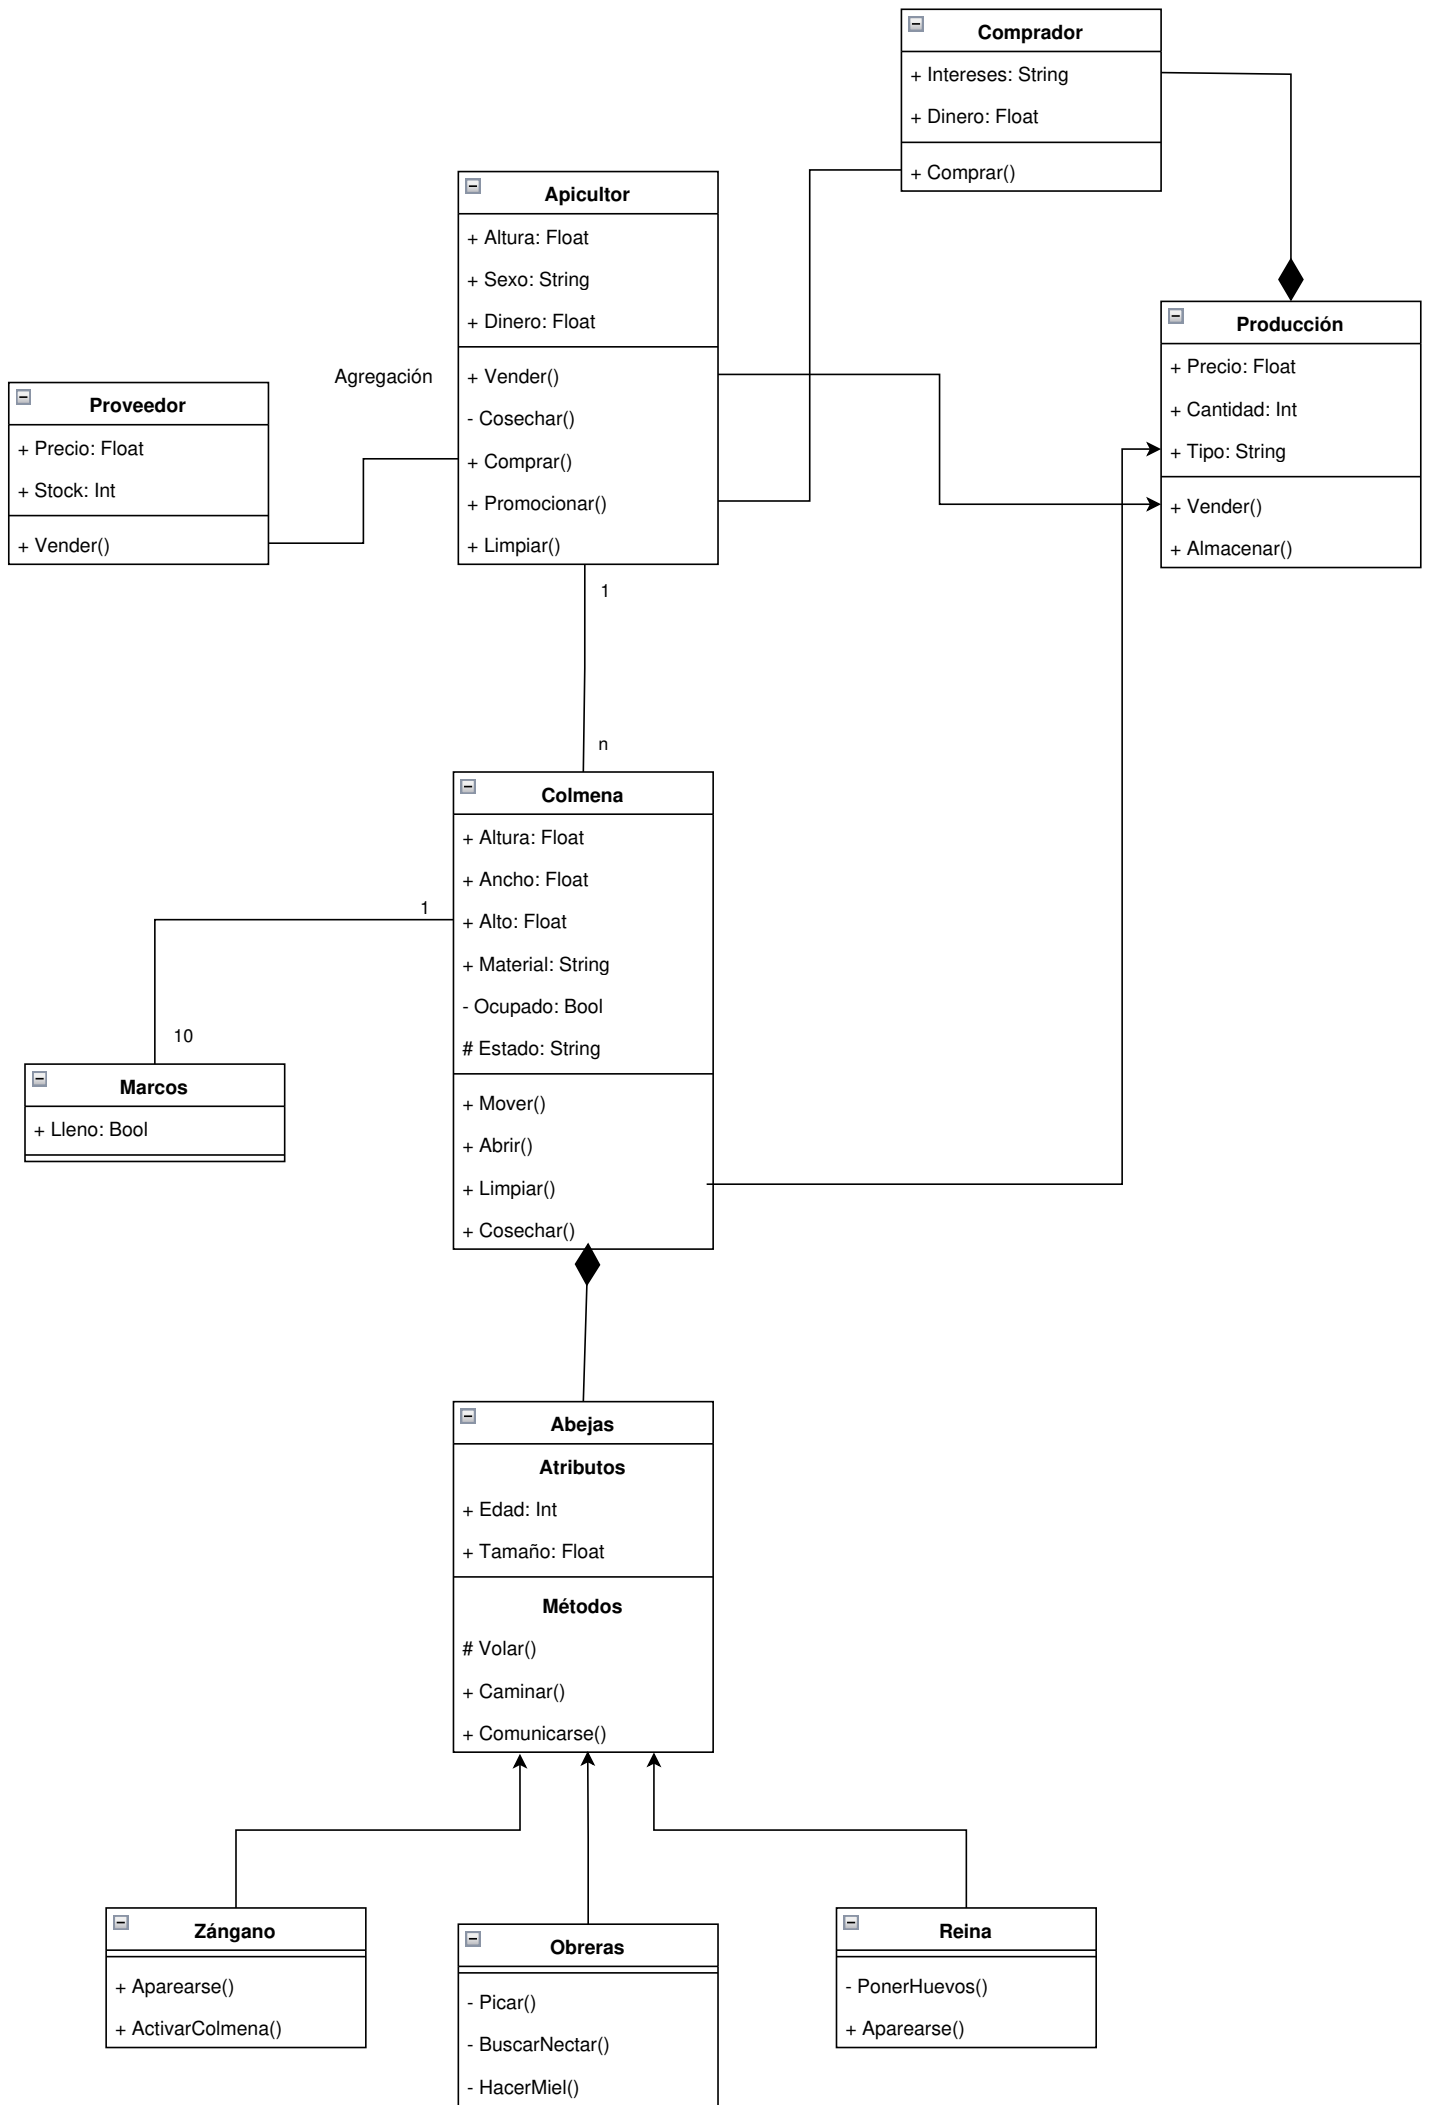 Comprador
+ Intereses: String
+ Dinero: Float
+ Comprar()
Apicultor
+ Altura: Float
+ Sexo: String
+ Dinero: Float
+ Vender()
- Cosechar()
+ Comprar()
+ Promocionar()
+ Limpiar()
Producción
+ Precio: Float
+ Cantidad: Int
+ Tipo: String
+ Vender()
+ Almacenar()
Agregación
Proveedor
+ Precio: Float
+ Stock: Int
+ Vender()
1
n
Colmena
+ Altura: Float
+ Ancho: Float
+ Alto: Float
+ Material: String
- Ocupado: Bool
# Estado: String
+ Mover()
+ Abrir()
+ Limpiar()
+ Cosechar()
1
10
Marcos
+ Lleno: Bool
Abejas
Atributos
+ Edad: Int
+ Tamaño: Float
Métodos
# Volar()
+ Caminar()
+ Comunicarse()
Zángano
+ Aparearse()
+ ActivarColmena()
Obreras
- Picar()
- BuscarNectar()
- HacerMiel()
Reina
- PonerHuevos()
+ Aparearse()